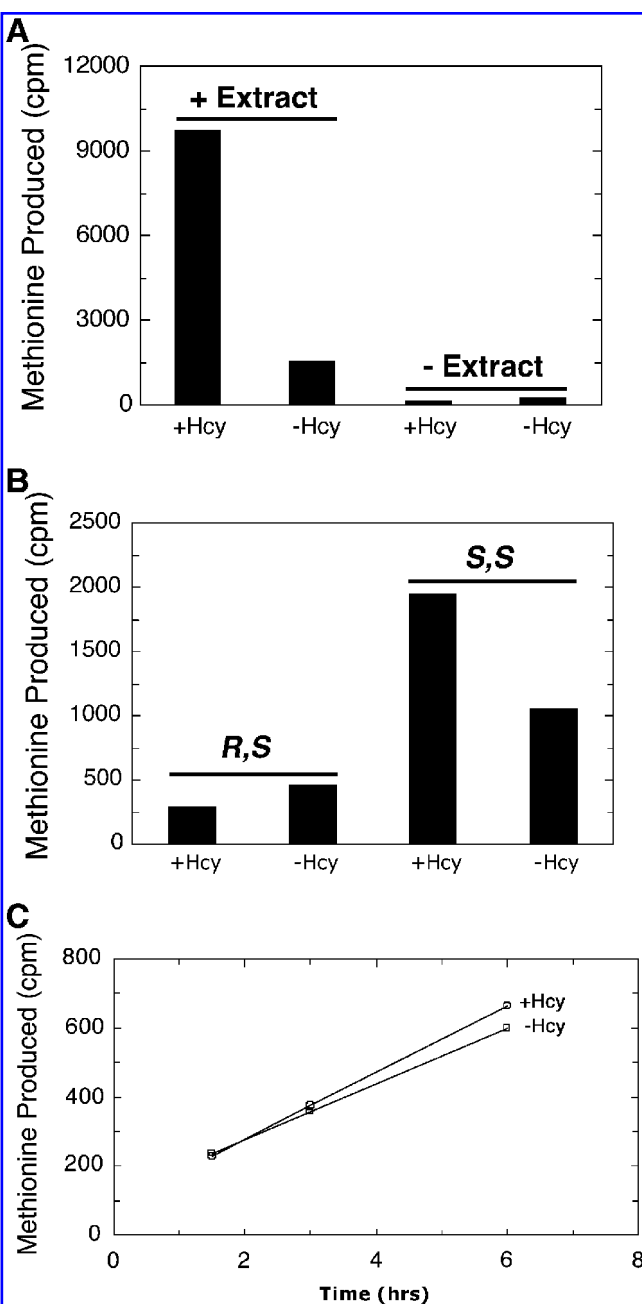 A
Methionine Produced (cpm)
12000
9000
6000
3000
0
+ Extract
- Extract
+Hcy -Hcy +Hcy -Hcy
B
Methionine Produced (cpm)
2500
2000
1500
1000
500
0
S,S
R,S
+Hcy -Hcy +Hcy -Hcy
C
Methionine Produced (cpm)
800
600
400
200
0
+Hcy
-Hcy
0 2 4 6 8
Time (hrs)